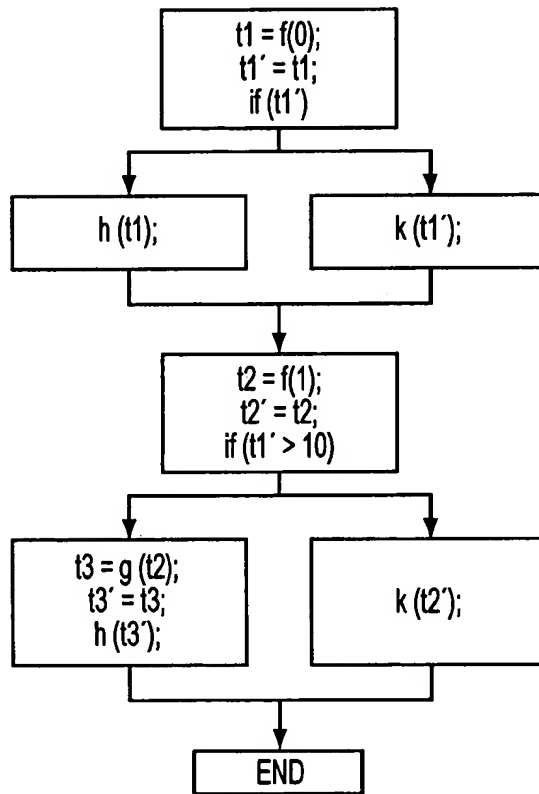 t1 = f(0);
t1′ = t1;
if (t1′)
h (t1);
k (t1′);
t2 = f(1);
t2′ = t2;
if (t1′ > 10)
t3 = g (t2);
t3′ = t3;
h (t3′);
k (t2′);
END